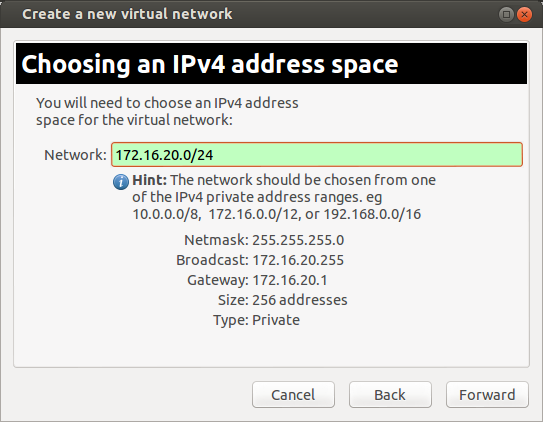 Create a new virtual network
Choosing an IPv4 address space
You will need to choose an IPv4 address
space for the virtual network:
Network: 172.16.20.0/24
Hint: The network should be chosen from one
of the IPv4 private address ranges. eg
10.0.0.0/8, 172.16.0.0/12, or 192.168.0.0/16
Netmask: 255.255.255.0
Broadcast: 172.16.20.255
Gateway: 172.16.20.1
Size: 256 addresses
Type: Private
Cancel Back Forward